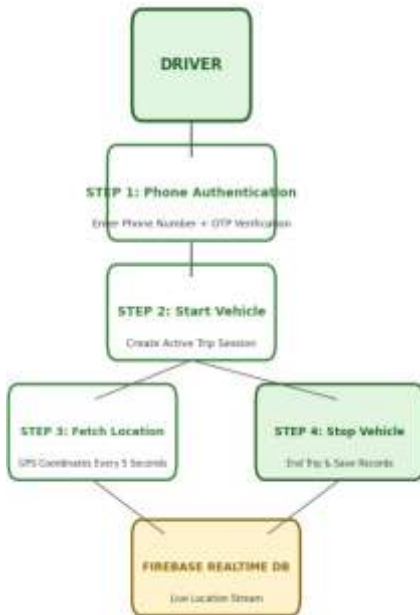 DRIVER
STEP 1: Phone Authentication
Enter Phone Number + OTP Verification
STEP 2: Start Vehicle
Create Active Trip Session
STEP 3: Fetch Location
GPS Coordinates Every 5 Seconds
STEP 4: Stop Vehicle
End Trip & Save Records
FIREBASE REALTIME DB
Live Location Stream